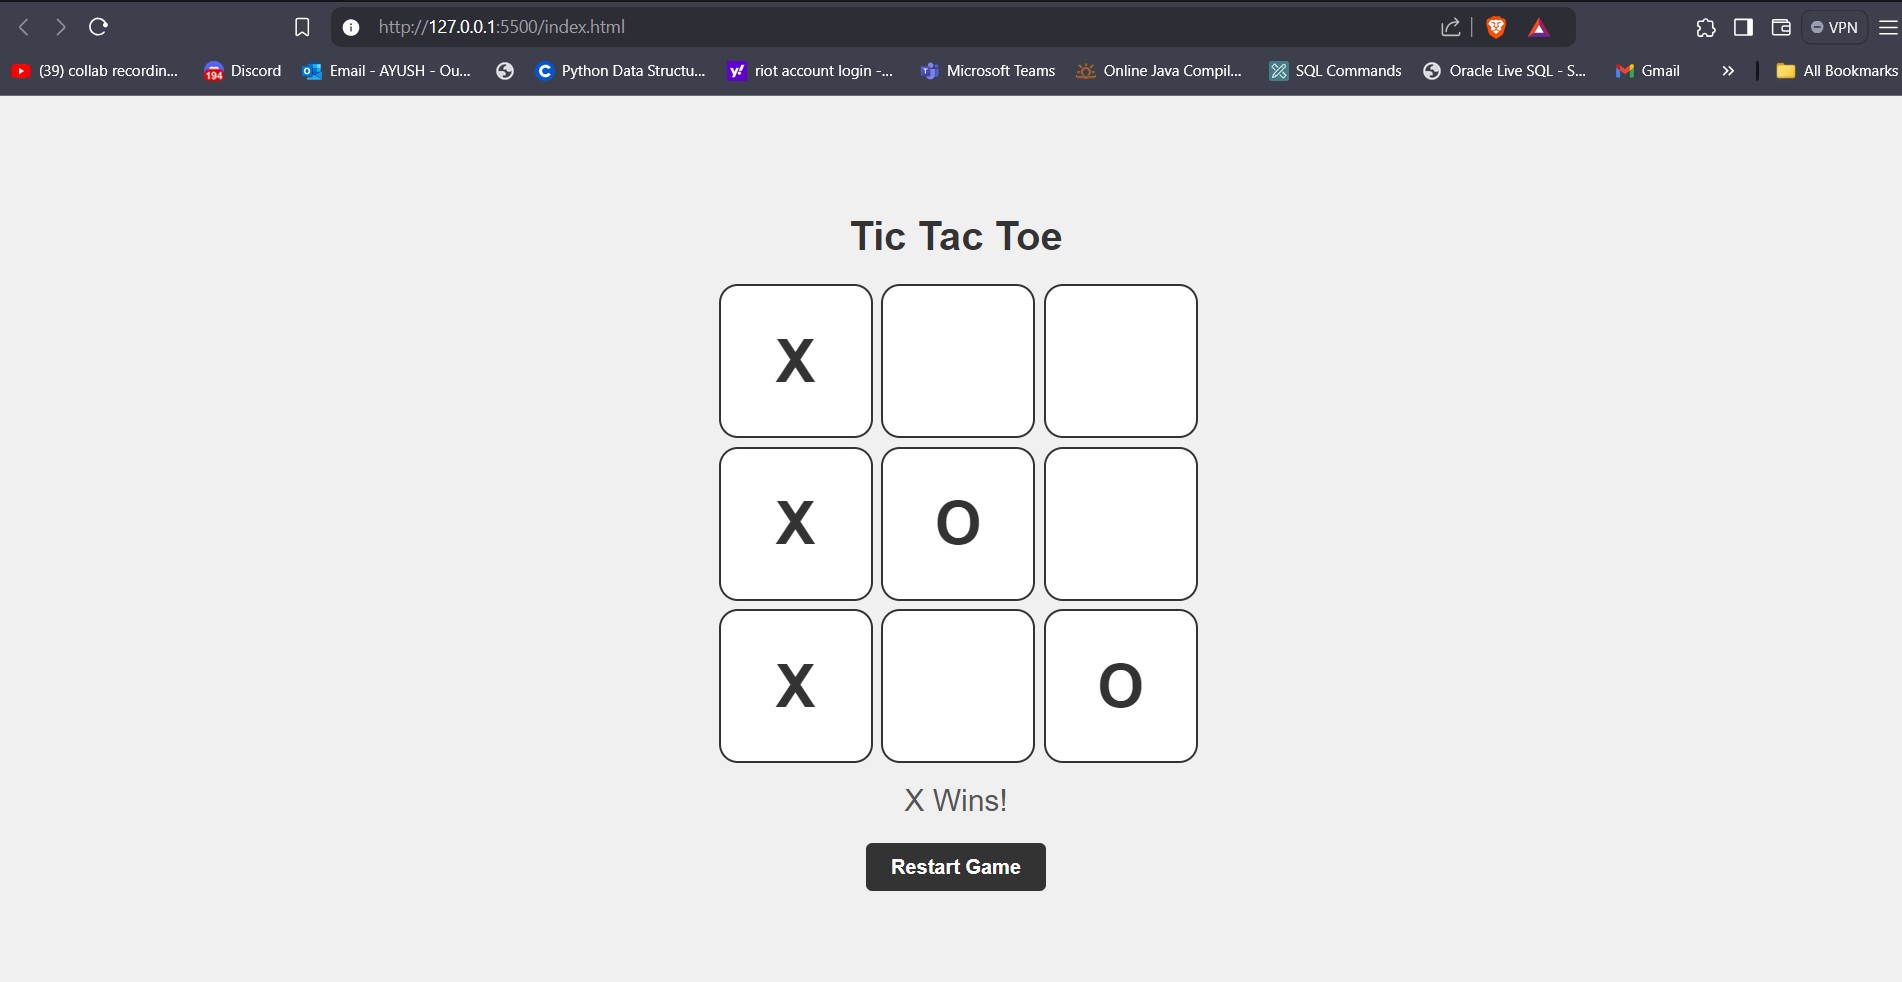 http://127.0.0.1:5500/index.html
VPN
(39) collab recordin...
194
Discord
Email - AYUSH - Ou...
Python Data Structu...
riot account login -...
Microsoft Teams
Online Java Compil...
SQL Commands
Oracle Live SQL - S...
Gmail
All Bookmarks
Tic Tac Toe
X
X O
X O
X Wins!
Restart Game